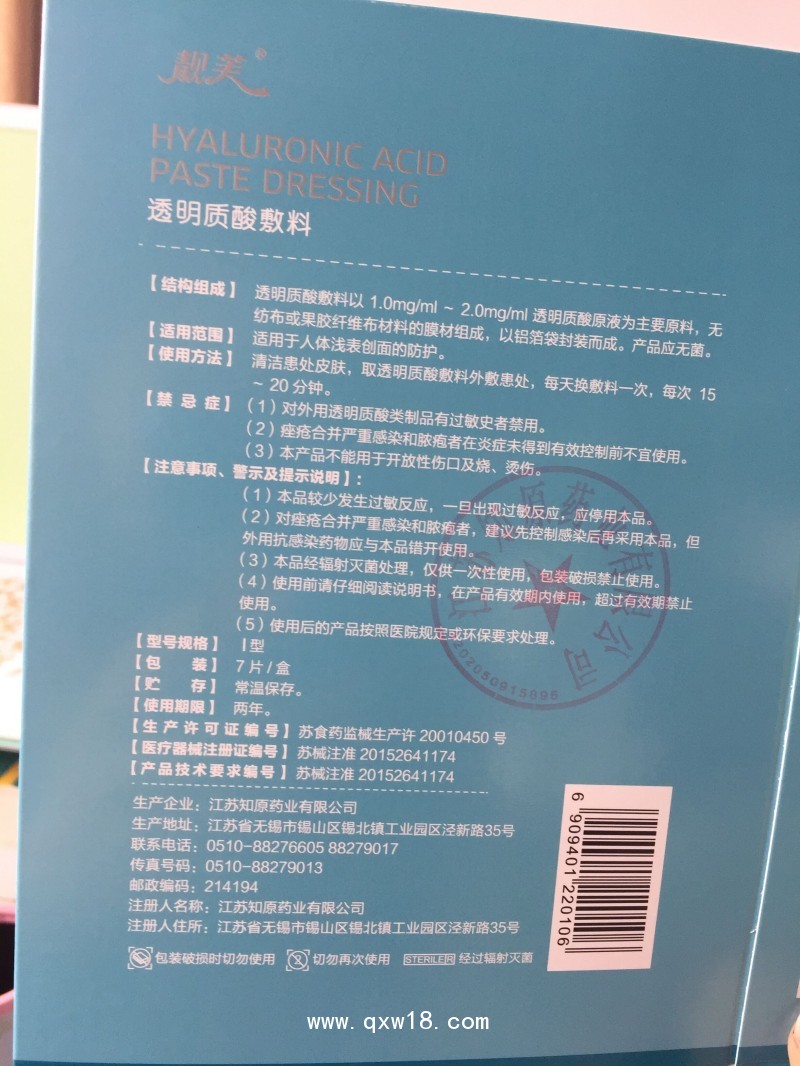 靓芙®
HYALURONIC ACID
PASTE DRESSING
透明质酸敷料
【结构组成】 透明质酸敷料以 1.0mg/ml ~ 2.0mg/ml 透明质酸原液为主要原料，无
纺布或果胶纤维布材料的膜材组成，以铝箔袋封装而成。产品应无菌。
【适用范围】 适用于人体浅表创面的防护。
【使用方法】 清洁患处皮肤，取透明质酸敷料外敷患处，每天换敷料一次，每次 15
~ 20 分钟。
【禁 忌 症】（1）对外用透明质酸类制品有过敏史者禁用。
（2）痤疮合并严重感染和脓疱者在炎症未得到有效控制前不宜使用。
（3）本产品不能用于开放性伤口及烧、烫伤。
【注意事项、警示及提示说明】：
（1）本品较少发生过敏反应，一旦出现过敏反应，应停用本品。
（2）对痤疮合并严重感染和脓疱者，建议先控制感染后再采用本品，但
外用抗感染药物应与本品错开使用。
（3）本品经辐射灭菌处理，仅供一次性使用，包装破损禁止使用。
（4）使用前请仔细阅读说明书，在产品有效期内使用，超过有效期禁止
使用。
（5）使用后的产品按照医院规定或环保要求处理。
【型号规格】 Ⅰ型
【包 装】 7 片 / 盒
【贮 存】 常温保存。
【使用期限】 两年。
【生产许可证编号】 苏食药监械生产许 20010450 号
【医疗器械注册证编号】 苏械注准 20152641174
【产品技术要求编号】 苏械注准 20152641174
生产企业：江苏知原药业有限公司
生产地址：江苏省无锡市锡山区锡北镇工业园区泾新路35号
联系电话：0510-88276605 88279017
传真号码：0510-88279013
邮政编码：214194
注册人名称：江苏知原药业有限公司
注册人住所：江苏省无锡市锡山区锡北镇工业园区泾新路35号
包装破损时切勿使用 切勿再次使用 STERILE R 经过辐射灭菌
6 909401 220106
江苏知原药业有限公司
3202050915695
www.qxw18.com